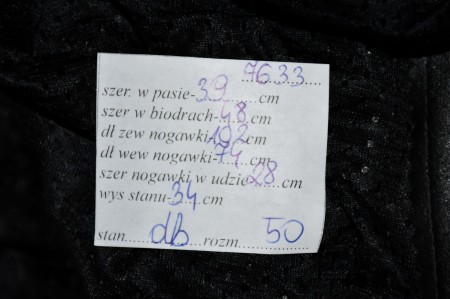 7633
szer. w pasie-39 cm
szer w biodrach-48 cm
dł zew nogawki 102 cm
dł wew nogawki-74 cm
szer nogawki w udzie 28 cm
wys stanu-34 cm
stan db rozm 50